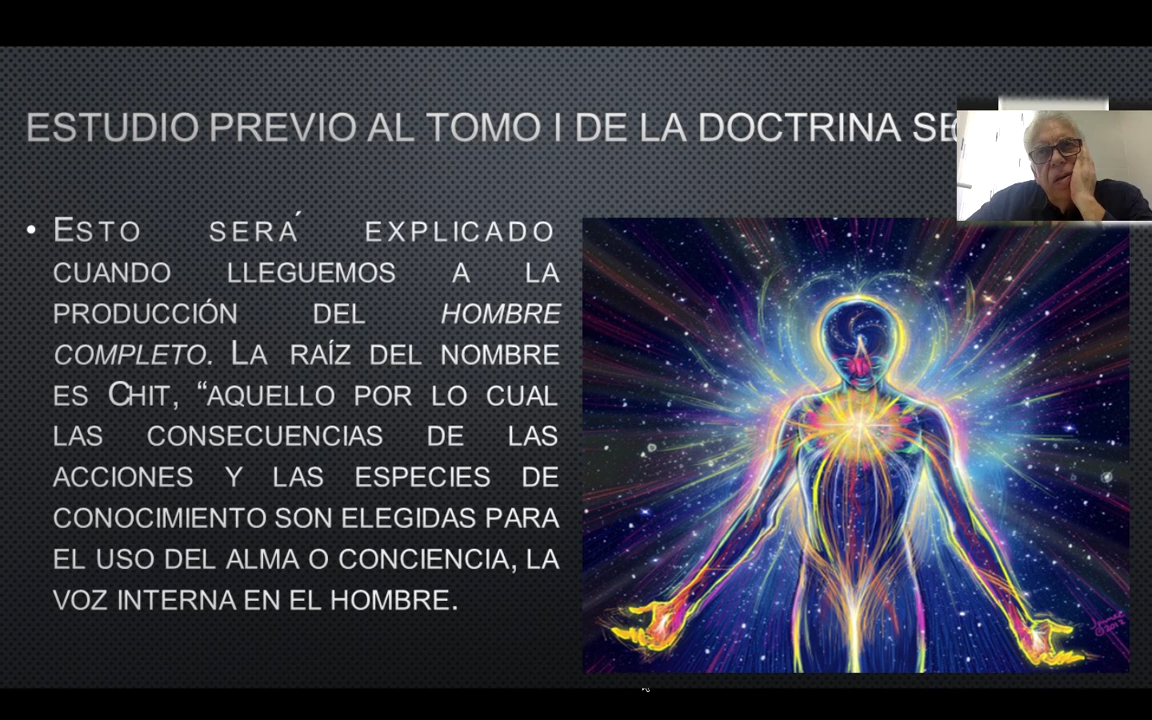 ESTUDIO PREVIO AL TOMO I DE LA DOCTRINA
• ESTO SERÁ EXPLICADO
CUANDO LLEGUEMOS A LA
PRODUCCIÓN DEL HOMBRE
COMPLETO. LA RAÍZ DEL NOMBRE
ES CHIT, “AQUELLO POR LO CUAL
LAS CONSECUENCIAS DE LAS
ACCIONES Y LAS ESPECIES DE
CONOCIMIENTO SON ELEGIDAS PARA
EL USO DEL ALMA O CONCIENCIA, LA
VOZ INTERNA EN EL HOMBRE.